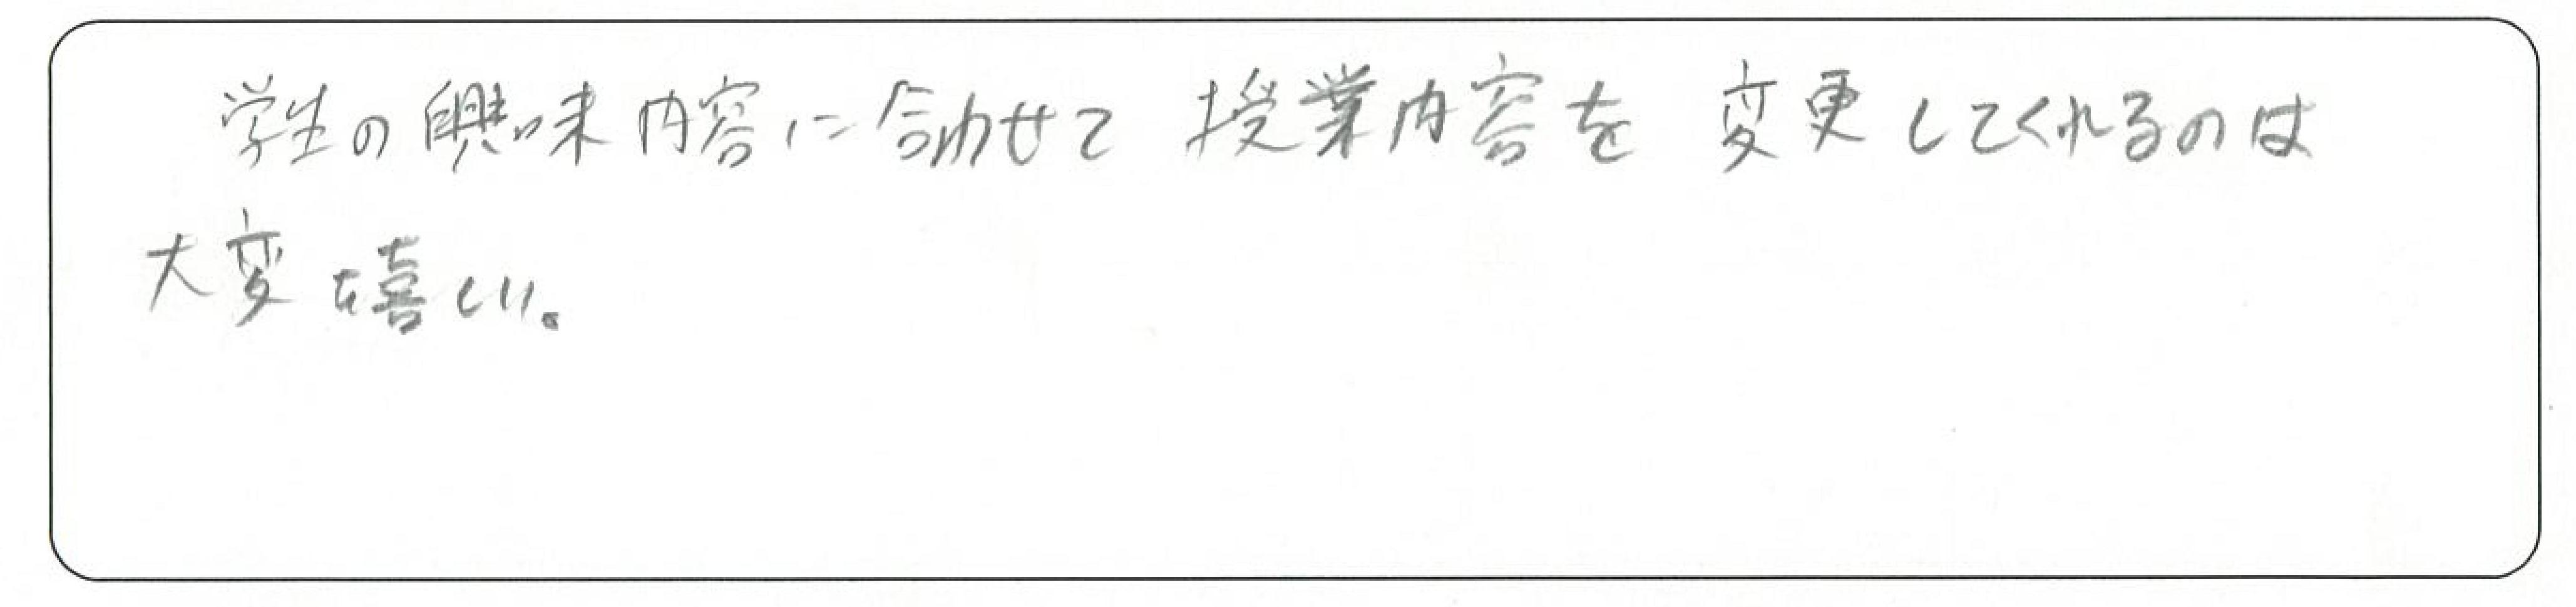 学生の興味内容に合わせて授業内容を変更してくれるのは
大変嬉しい。